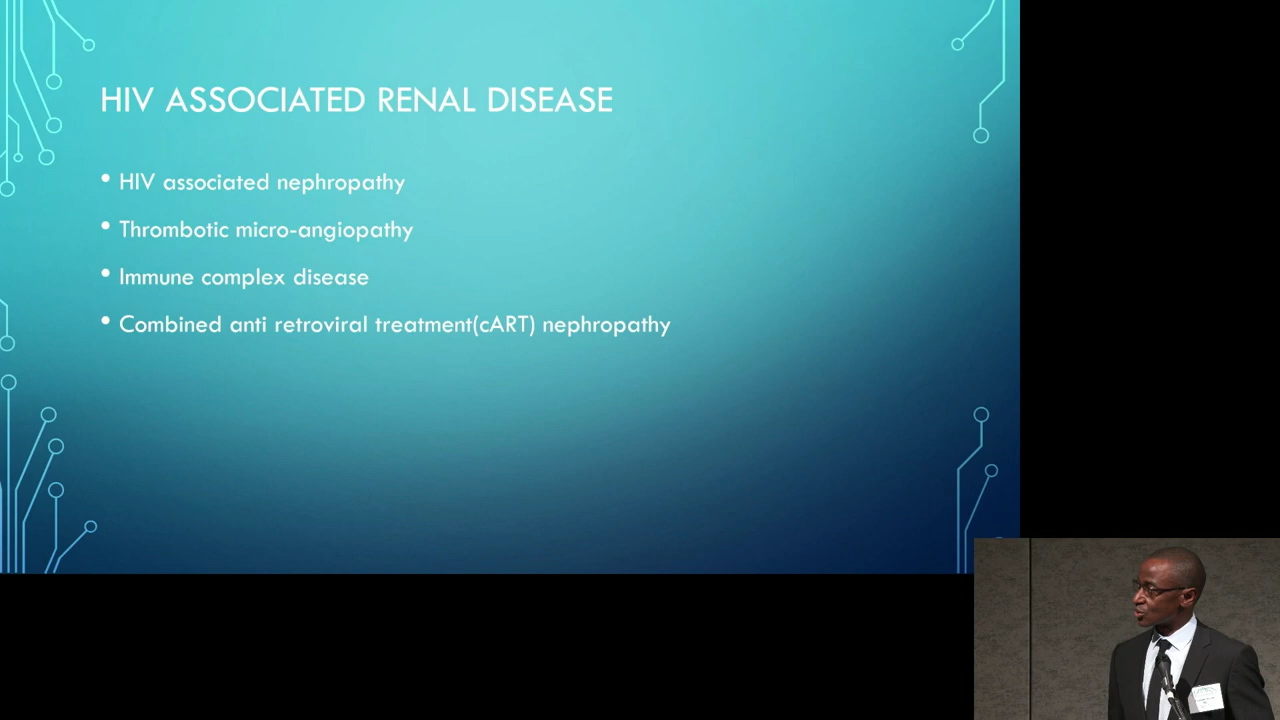 HIV ASSOCIATED RENAL DISEASE
• HIV associated nephropathy
• Thrombotic micro-angiopathy
• Immune complex disease
• Combined anti retroviral treatment(cART) nephropathy